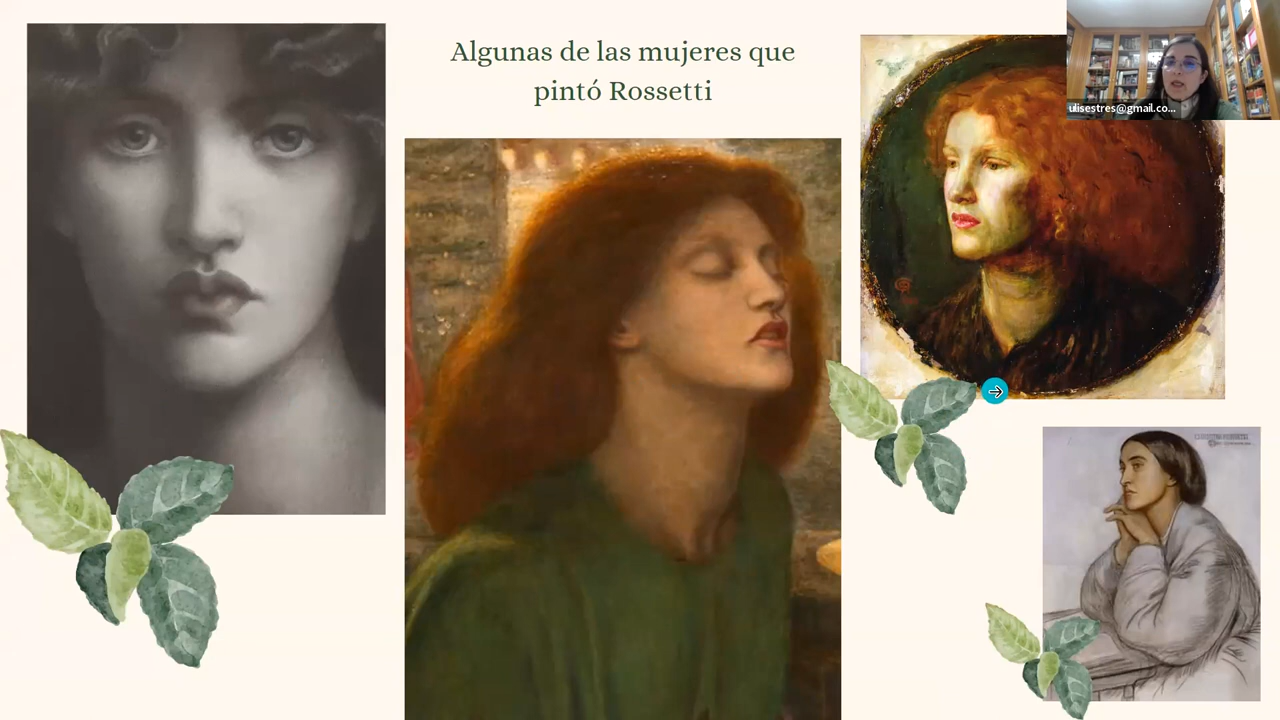 Algunas de las mujeres que
pintó Rossetti
ulisestres@gmail.co...